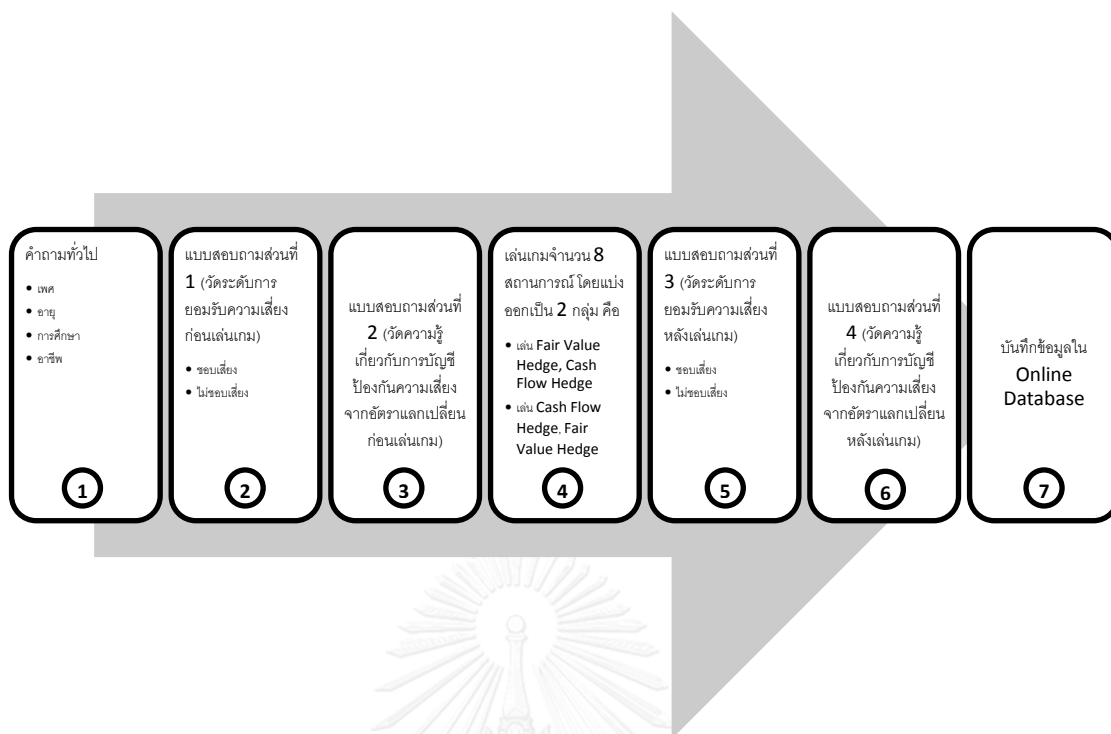 คำถามทั่วไป
• เพศ
• อายุ
• การศึกษา
• อาชีพ
1
แบบสอบถามส่วนที่
1 (วัดระดับการ
ยอมรับความเสี่ยง
ก่อนเล่นเกม)
• ชอบเสี่ยง
• ไม่ชอบเสี่ยง
2
แบบสอบถามส่วนที่
2 (วัดความรู้
เกี่ยวกับการบัญชี
ป้องกันความเสี่ยง
จากอัตราแลกเปลี่ยน
ก่อนเล่นเกม)
3
เล่นเกมจำนวน 8
สถานการณ์ โดยแบ่ง
ออกเป็น 2 กลุ่ม คือ
• เล่น Fair Value
Hedge, Cash
Flow Hedge
• เล่น Cash Flow
Hedge, Fair
Value Hedge
4
แบบสอบถามส่วนที่
3 (วัดระดับการ
ยอมรับความเสี่ยง
หลังเล่นเกม)
• ชอบเสี่ยง
• ไม่ชอบเสี่ยง
5
แบบสอบถามส่วนที่
4 (วัดความรู้
เกี่ยวกับการบัญชี
ป้องกันความเสี่ยง
จากอัตราแลกเปลี่ยน
หลังเล่นเกม)
6
บันทึกข้อมูลใน
Online
Database
7